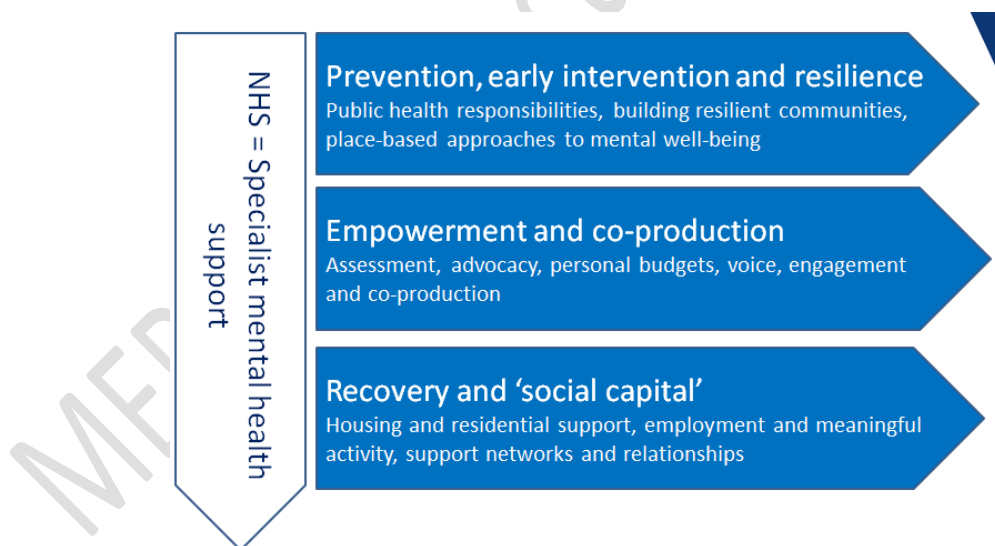 NHS = Specialist mental health
support
Prevention, early intervention and resilience
Public health responsibilities, building resilient communities,
place-based approaches to mental well-being
Empowerment and co-production
Assessment, advocacy, personal budgets, voice, engagement
and co-production
Recovery and ‘social capital’
Housing and residential support, employment and meaningful
activity, support networks and relationships